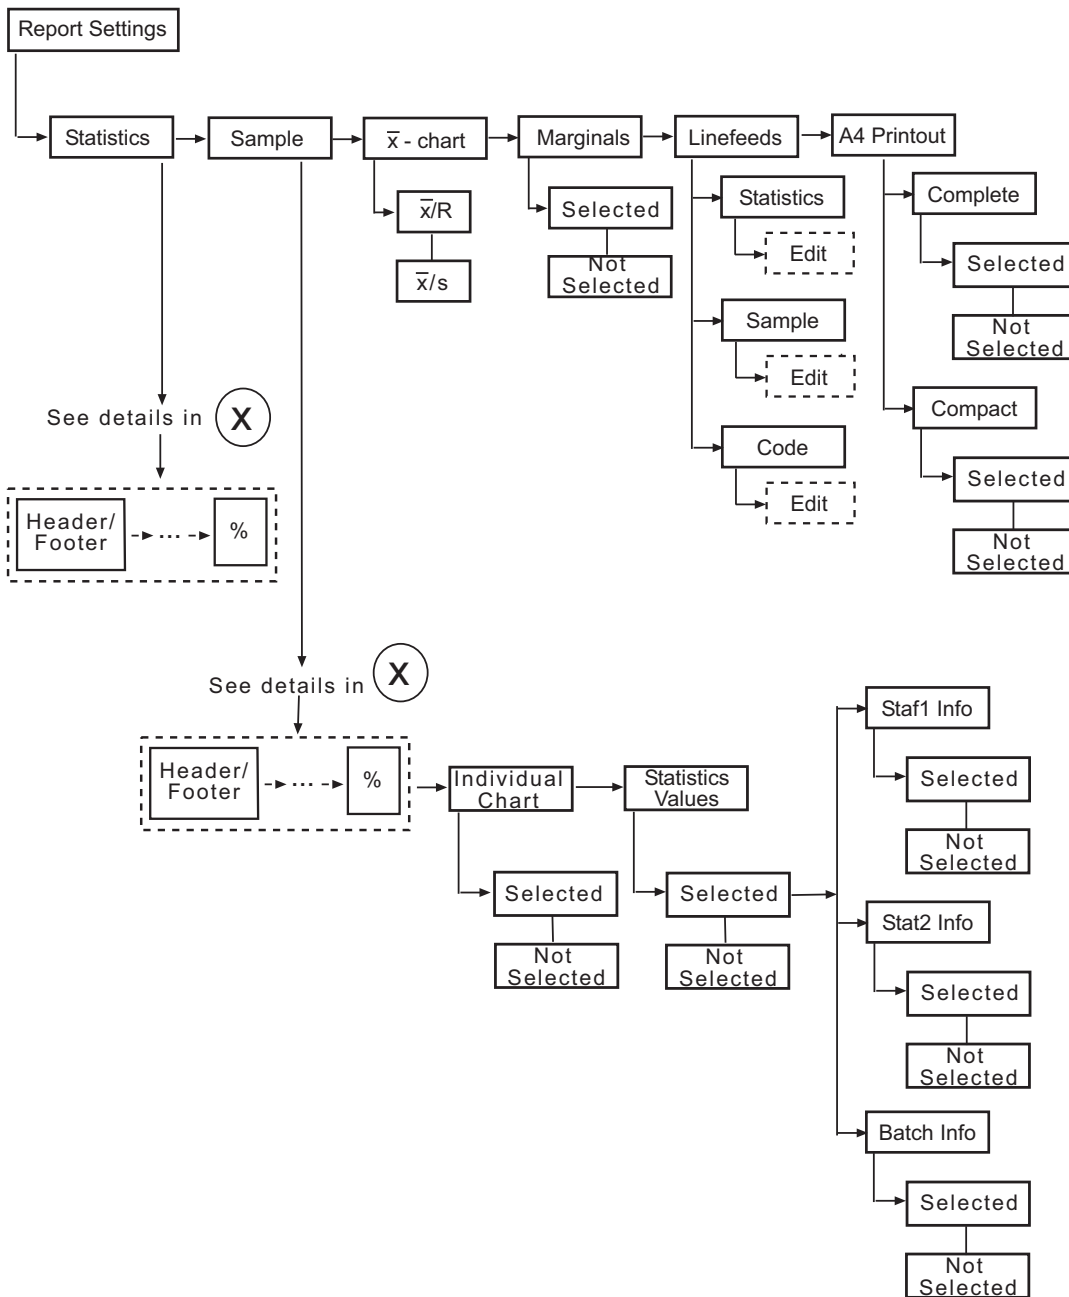 Report Settings
Statistics
Sample
x̅ - chart
Marginals
Linefeeds
A4 Printout
x̅/R
x̅/s
Selected
Not
Selected
Statistics
Edit
Sample
Edit
Code
Edit
Complete
Selected
Not
Selected
Compact
Selected
Not
Selected
See details in X
Header/
Footer
...
%
See details in X
Header/
Footer
...
%
Individual
Chart
Selected
Not
Selected
Statistics
Values
Selected
Not
Selected
Staf1 Info
Selected
Not
Selected
Stat2 Info
Selected
Not
Selected
Batch Info
Selected
Not
Selected